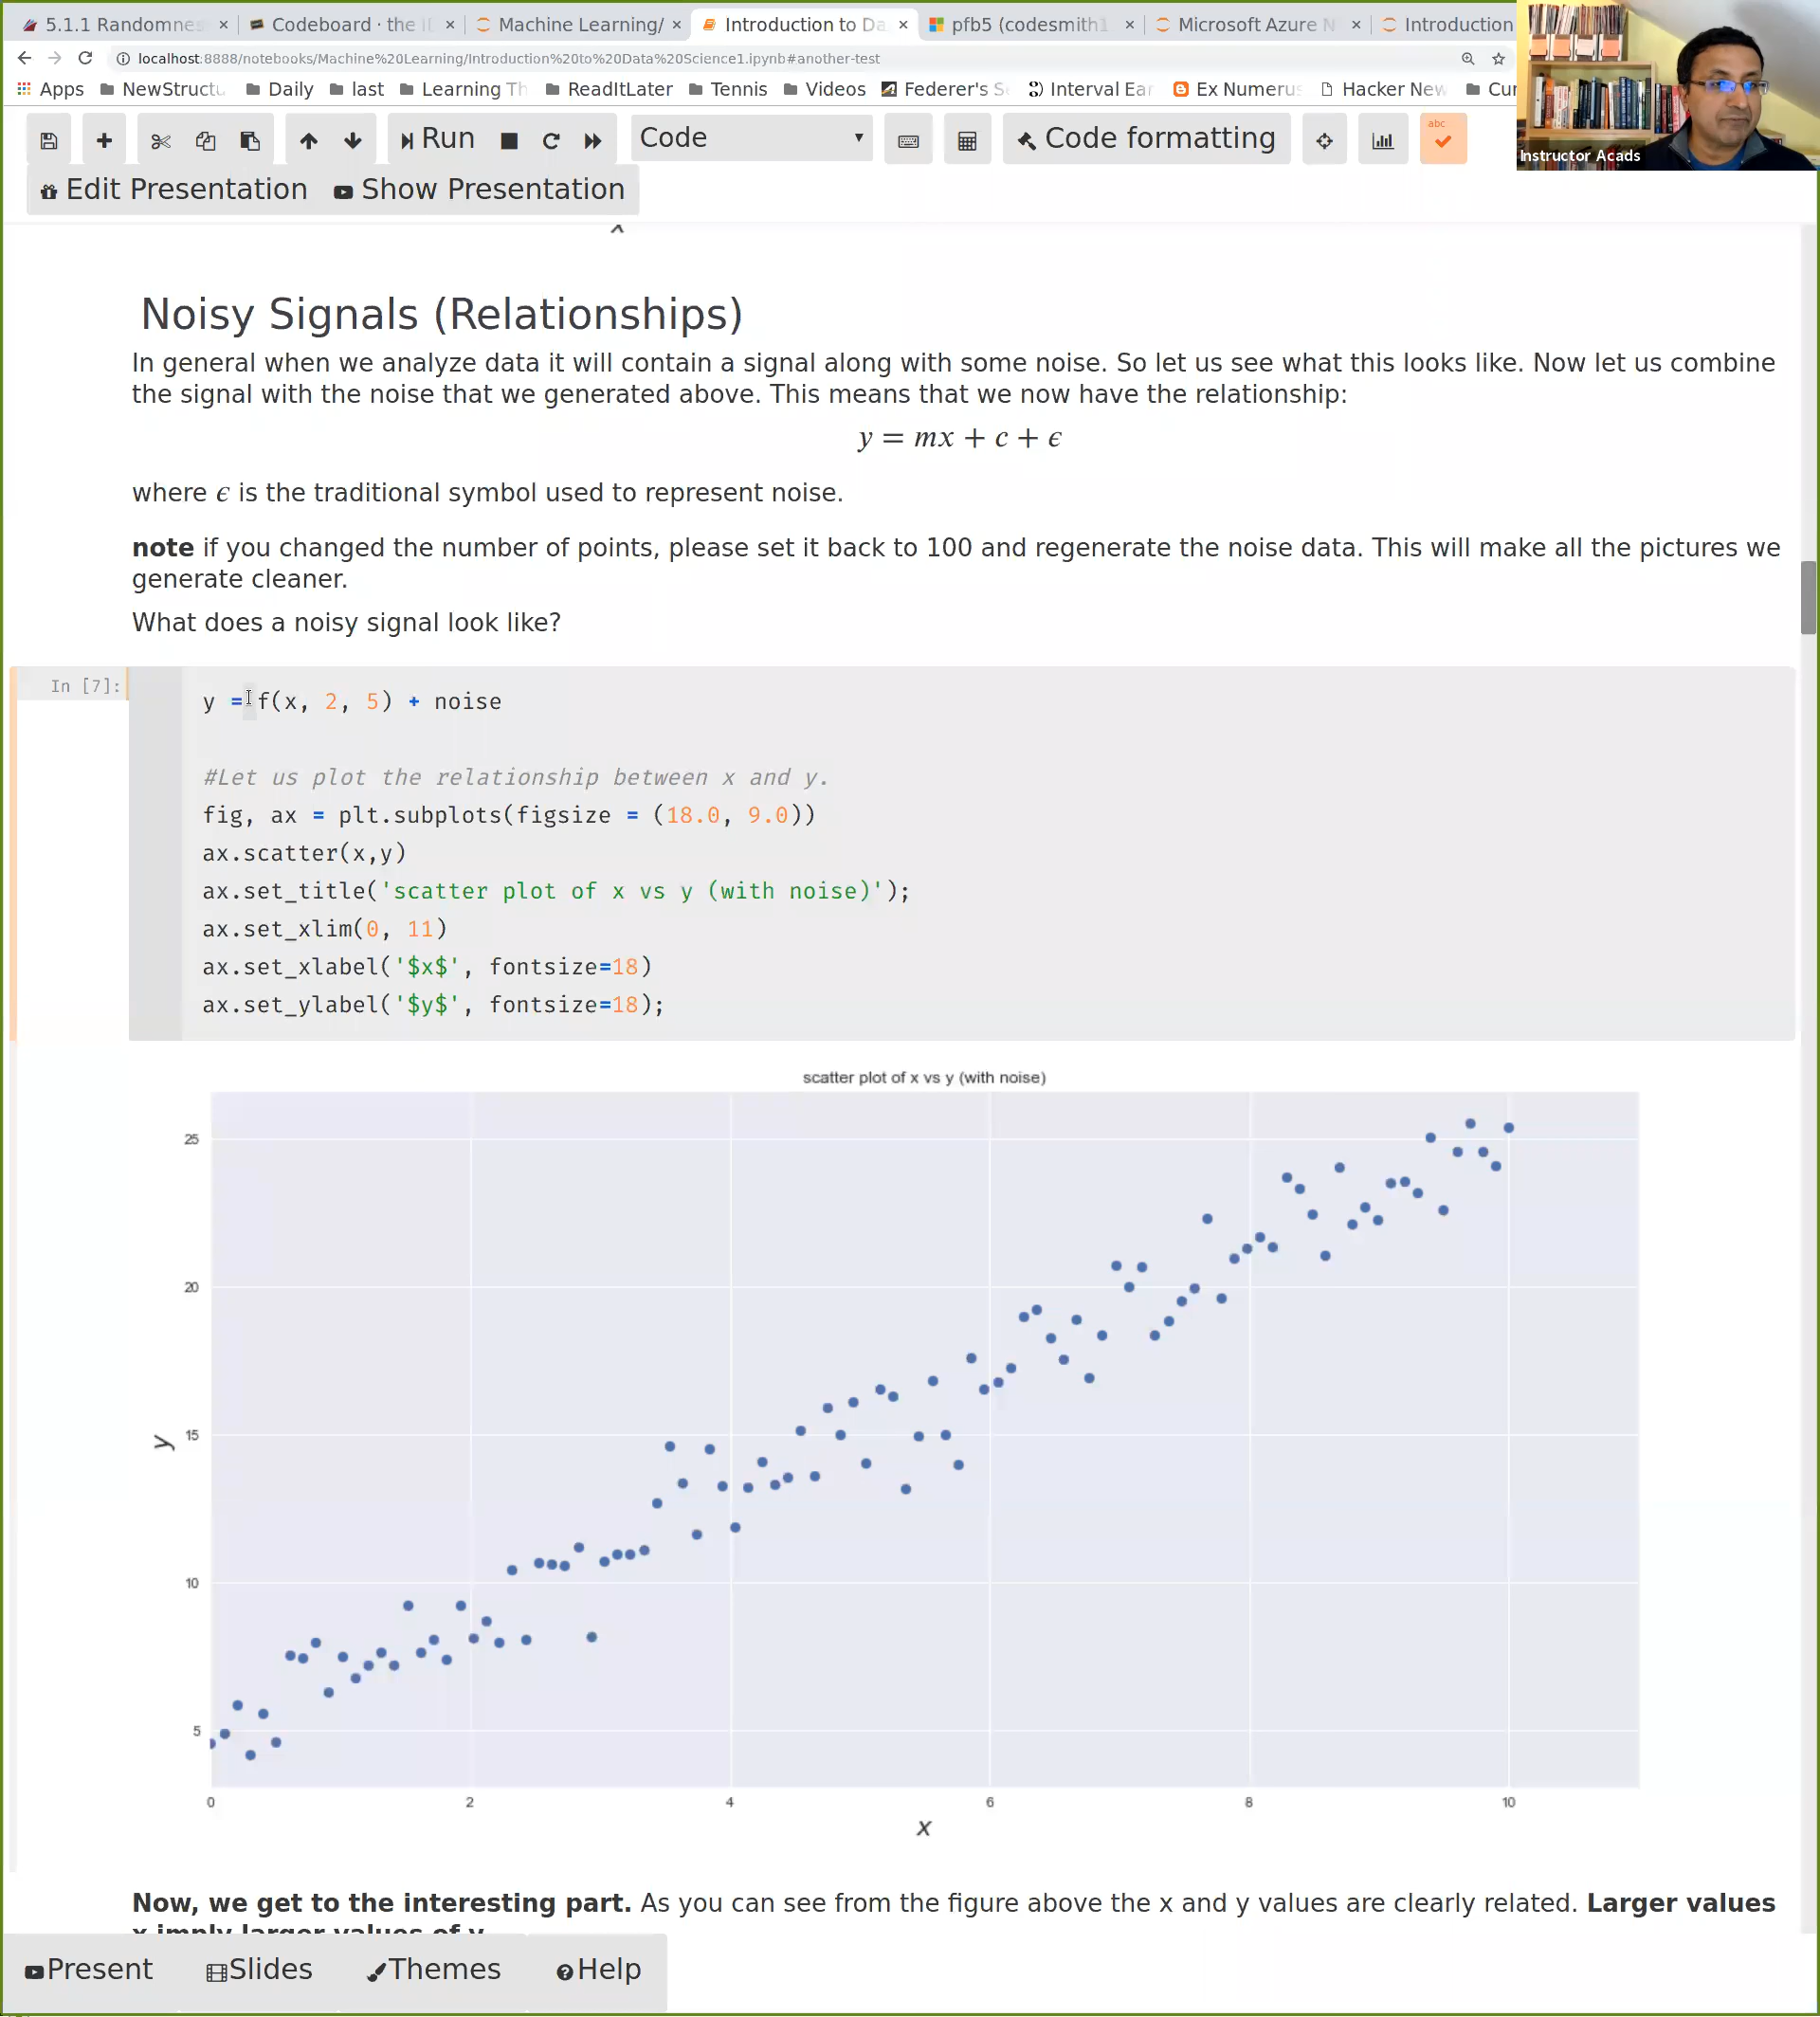 5.1.1 Randomnes
Codeboard · the I
Machine Learning/
Introduction to Da
pfb5 (codesmith1
Microsoft Azure N
Introduction
localhost:8888/notebooks/Machine%20Learning/Introduction%20to%20Data%20Science1.ipynb#another-test
Apps NewStructu Daily last Learning Th ReadItLater Tennis Videos Federer's S Interval Ear Ex Numerus Hacker New Cur
Run Code Code formatting abc
Instructor Acads
Edit Presentation Show Presentation
x
Noisy Signals (Relationships)
In general when we analyze data it will contain a signal along with some noise. So let us see what this looks like. Now let us combine
the signal with the noise that we generated above. This means that we now have the relationship:
y = mx + c + ϵ
where ϵ is the traditional symbol used to represent noise.
note if you changed the number of points, please set it back to 100 and regenerate the noise data. This will make all the pictures we
generate cleaner.
What does a noisy signal look like?
In [7]:
y = f(x, 2, 5) + noise
#Let us plot the relationship between x and y.
fig, ax = plt.subplots(figsize = (18.0, 9.0))
ax.scatter(x,y)
ax.set_title('scatter plot of x vs y (with noise)');
ax.set_xlim(0, 11)
ax.set_xlabel('$x$', fontsize=18)
ax.set_ylabel('$y$', fontsize=18);
scatter plot of x vs y (with noise)
25
20
15
y
10
5
0 2 4 6 8 10
x
Now, we get to the interesting part. As you can see from the figure above the x and y values are clearly related. Larger values
x imply larger values of y
Present Slides Themes Help